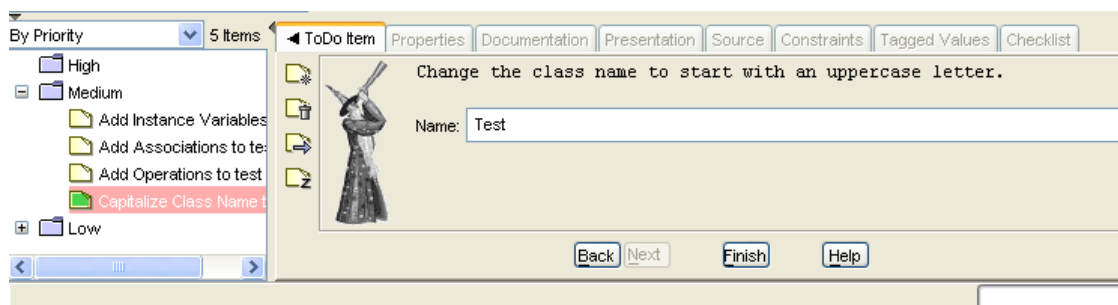 By Priority 5 Items
High
Medium
Add Instance Variables
Add Associations to te
Add Operations to test
Capitalize Class Name t
Low
ToDo Item Properties Documentation Presentation Source Constraints Tagged Values Checklist
Change the class name to start with an uppercase letter.
Name: Test
Back Next Finish Help